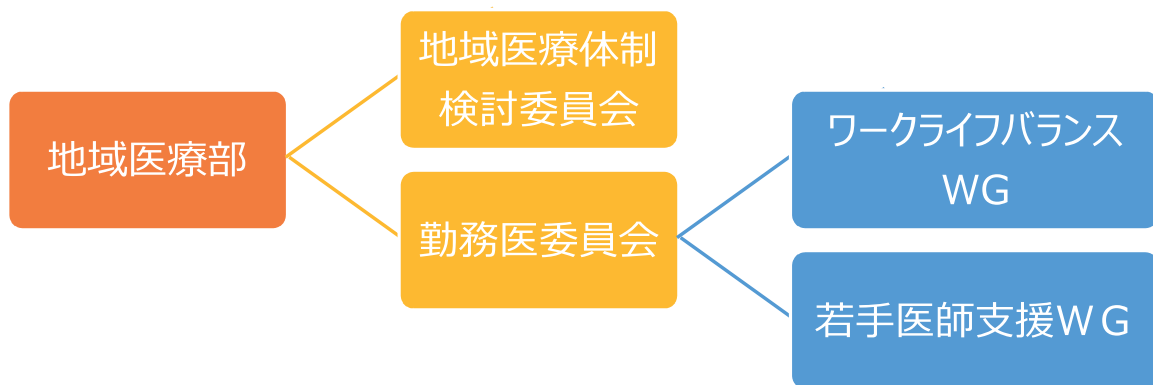 地域医療部
地域医療体制
検討委員会
勤務医委員会
ワークライフバランス
WG
若手医師支援ＷＧ